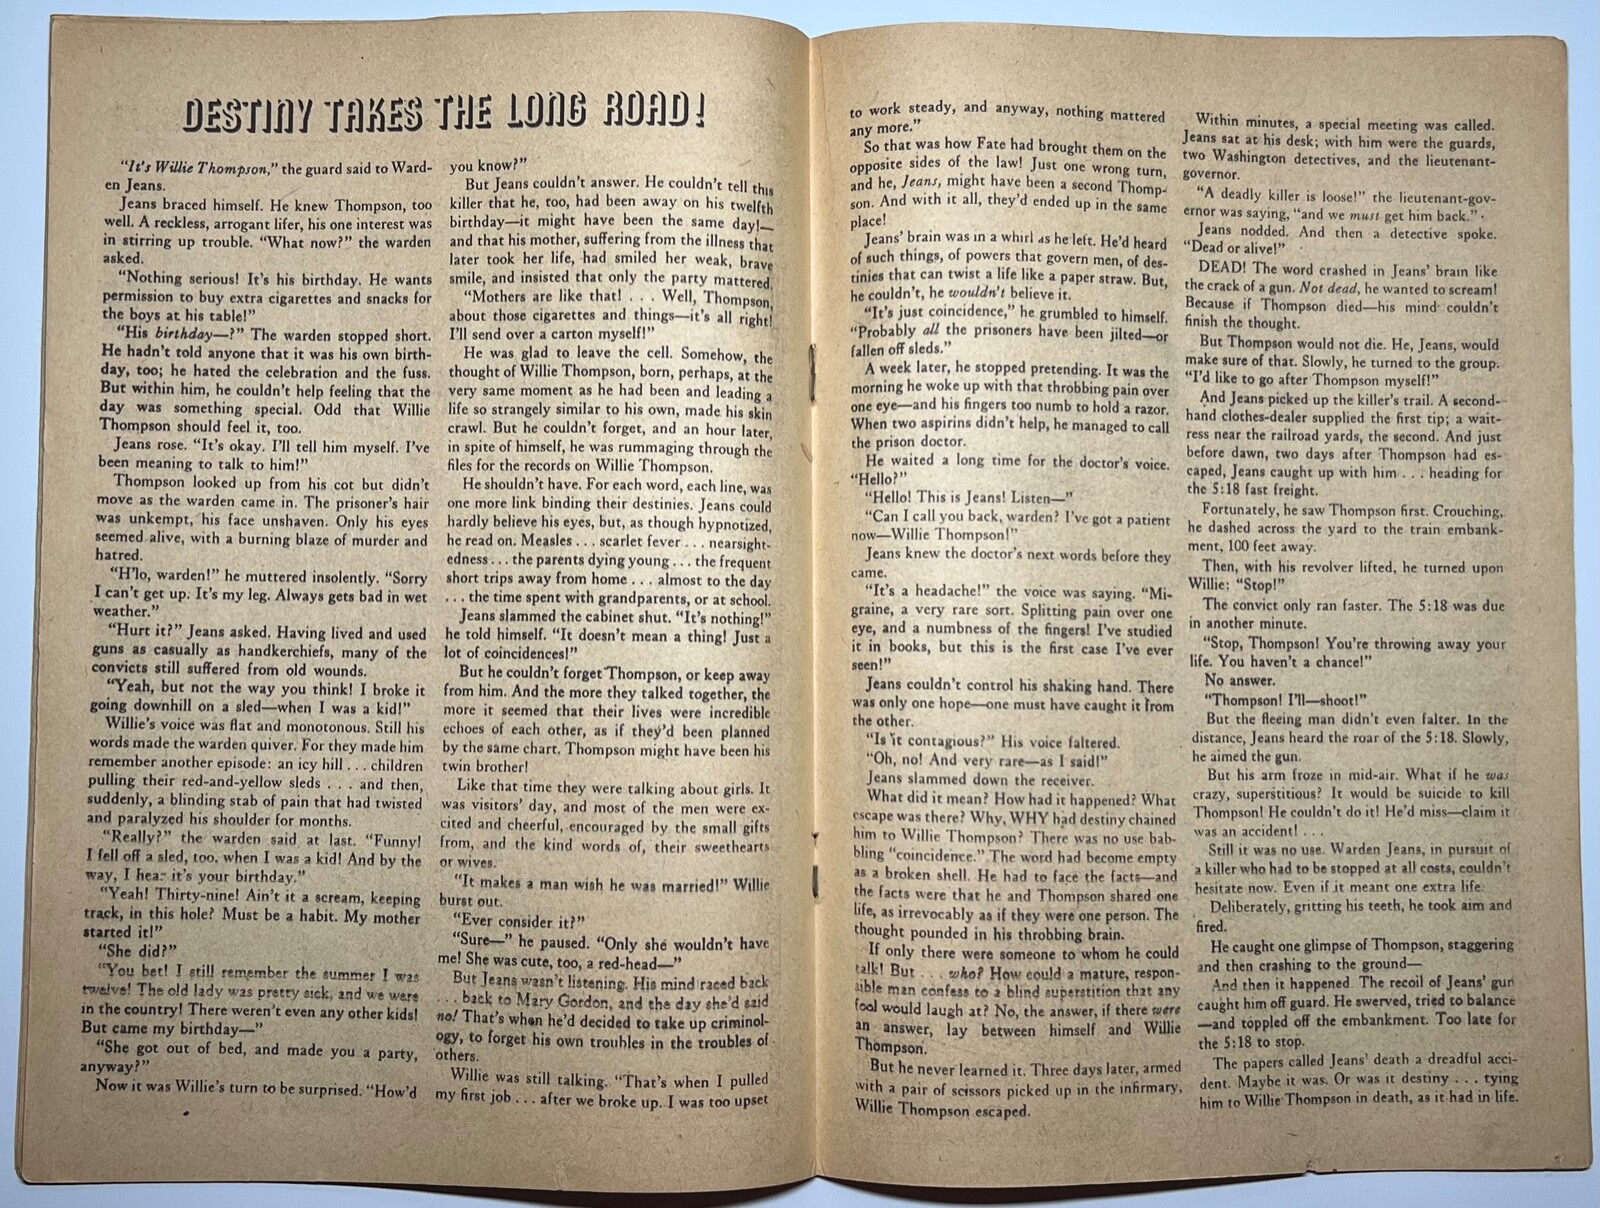 DESTINY TAKES THE LONG ROAD!
"It's Willie Thompson," the guard said to Ward-
en Jeans.
Jeans braced himself. He knew Thompson, too
well. A reckless, arrogant lifer, his one interest was
in stirring up trouble. "What now?" the warden
asked.
"Nothing serious! It's his birthday. He wants
permission to buy extra cigarettes and snacks for
the boys at his table!"
"His birthday—?" The warden stopped short.
He hadn't told anyone that it was his own birth-
day, too; he hated the celebration and the fuss.
But within him, he couldn't help feeling that the
day was something special. Odd that Willie
Thompson should feel it, too.
Jeans rose. "It's okay. I'll tell him myself. I've
been meaning to talk to him!"
Thompson looked up from his cot but didn't
move as the warden came in. The prisoner's hair
was unkempt, his face unshaven. Only his eyes
seemed alive, with a burning blaze of murder and
hatred.
"H'lo, warden!" he muttered insolently. "Sorry
I can't get up. It's my leg. Always gets bad in wet
weather."
"Hurt it?" Jeans asked. Having lived and used
guns as casually as handkerchiefs, many of the
convicts still suffered from old wounds.
"Yeah, but not the way you think! I broke it
going downhill on a sled—when I was a kid!"
Willie's voice was flat and monotonous. Still his
words made the warden quiver. For they made him
remember another episode: an icy hill . . . children
pulling their red-and-yellow sleds . . . and then,
suddenly, a blinding stab of pain that had twisted
and paralyzed his shoulder for months.
"Really?" the warden said at last. "Funny!
I fell off a sled, too, when I was a kid! And by the
way, I hear it's your birthday."
"Yeah! Thirty-nine! Ain't it a scream, keeping
track, in this hole? Must be a habit. My mother
started it!"
"She did?"
"You bet! I still remember the summer I was
twelve! The old lady was pretty sick, and we were
in the country! There weren't even any other kids!
But came my birthday—"
"She got out of bed, and made you a party,
anyway?"
Now it was Willie's turn to be surprised. "How'd
you know?"
But Jeans couldn't answer. He couldn't tell this
killer that he, too, had been away on his twelfth
birthday—it might have been the same day!—
and that his mother, suffering from the illness that
later took her life, had smiled her weak, brave
smile, and insisted that only the party mattered.
"Mothers are like that! . . . Well, Thompson,
about those cigarettes and things—it's all right!
I'll send over a carton myself!"
He was glad to leave the cell. Somehow, the
thought of Willie Thompson, born, perhaps, at the
very same moment as he had been and leading a
life so strangely similar to his own, made his skin
crawl. But he couldn't forget, and an hour later,
in spite of himself, he was rummaging through the
files for the records on Willie Thompson.
He shouldn't have. For each word, each line, was
one more link binding their destinies. Jeans could
hardly believe his eyes, but, as though hypnotized,
he read on. Measles . . . scarlet fever . . . nearsight-
edness . . . the parents dying young . . . the frequent
short trips away from home . . . almost to the day
. . . the time spent with grandparents, or at school.
Jeans slammed the cabinet shut. "It's nothing!"
he told himself. "It doesn't mean a thing! Just a
lot of coincidences!"
But he couldn't forget Thompson, or keep away
from him. And the more they talked together, the
more it seemed that their lives were incredible
echoes of each other, as if they'd been planned
by the same chart. Thompson might have been his
twin brother!
Like that time they were talking about girls. It
was visitors' day, and most of the men were ex-
cited and cheerful, encouraged by the small gifts
from, and the kind words of, their sweethearts
or wives.
"It makes a man wish he was married!" Willie
burst out.
"Ever consider it?"
"Sure—" he paused. "Only she wouldn't have
me! She was cute, too, a red-head—"
But Jeans wasn't listening. His mind raced back
. . . back to Mary Gordon, and the day she'd said
no! That's when he'd decided to take up criminol-
ogy, to forget his own troubles in the troubles of
others.
Willie was still talking. "That's when I pulled
my first job . . . after we broke up. I was too upset
to work steady, and anyway, nothing mattered
any more."
So that was how Fate had brought them on the
opposite sides of the law! Just one wrong turn,
and he, Jeans, might have been a second Thomp-
son. And with it all, they'd ended up in the same
place!
Jeans' brain was in a whirl as he left. He'd heard
of such things, of powers that govern men, of des-
tinies that can twist a life like a paper straw. But,
he couldn't, he wouldn't believe it.
"It's just coincidence," he grumbled to himself.
"Probably all the prisoners have been jilted—or
fallen off sleds."
A week later, he stopped pretending. It was the
morning he woke up with that throbbing pain over
one eye—and his fingers too numb to hold a razor.
When two aspirins didn't help, he managed to call
the prison doctor.
He waited a long time for the doctor's voice.
"Hello?"
"Hello! This is Jeans! Listen—"
"Can I call you back, warden? I've got a patient
now—Willie Thompson!"
Jeans knew the doctor's next words before they
came.
"It's a headache!" the voice was saying. "Mi-
graine, a very rare sort. Splitting pain over one
eye, and a numbness of the fingers! I've studied
it in books, but this is the first case I've ever
seen!"
Jeans couldn't control his shaking hand. There
was only one hope—one must have caught it from
the other.
"Is it contagious?" His voice faltered.
"Oh, no! And very rare—as I said!"
Jeans slammed down the receiver.
What did it mean? How had it happened? What
escape was there? Why, WHY had destiny chained
him to Willie Thompson? There was no use bab-
bling "coincidence." The word had become empty
as a broken shell. He had to face the facts—and
the facts were that he and Thompson shared one
life, as irrevocably as if they were one person. The
thought pounded in his throbbing brain.
If only there were someone to whom he could
talk! But . . . who? How could a mature, respon-
sible man confess to a blind superstition that any
fool would laugh at? No, the answer, if there were
an answer, lay between himself and Willie
Thompson.
But he never learned it. Three days later, armed
with a pair of scissors picked up in the infirmary,
Willie Thompson escaped.
Within minutes, a special meeting was called.
Jeans sat at his desk; with him were the guards,
two Washington detectives, and the lieutenant-
governor.
"A deadly killer is loose!" the lieutenant-gov-
ernor was saying, "and we must get him back."
Jeans nodded. And then a detective spoke.
"Dead or alive!"
DEAD! The word crashed in Jeans' brain like
the crack of a gun. Not dead, he wanted to scream!
Because if Thompson died—his mind couldn't
finish the thought.
But Thompson would not die. He, Jeans, would
make sure of that. Slowly, he turned to the group.
"I'd like to go after Thompson myself!"
And Jeans picked up the killer's trail. A second-
hand clothes-dealer supplied the first tip; a wait-
ress near the railroad yards, the second. And just
before dawn, two days after Thompson had es-
caped, Jeans caught up with him . . . heading for
the 5:18 fast freight.
Fortunately, he saw Thompson first. Crouching,
he dashed across the yard to the train embank-
ment, 100 feet away.
Then, with his revolver lifted, he turned upon
Willie: "Stop!"
The convict only ran faster. The 5:18 was due
in another minute.
"Stop, Thompson! You're throwing away your
life. You haven't a chance!"
No answer.
"Thompson! I'll—shoot!"
But the fleeing man didn't even falter. In the
distance, Jeans heard the roar of the 5:18. Slowly,
he aimed the gun.
But his arm froze in mid-air. What if he was
crazy, superstitious? It would be suicide to kill
Thompson! He couldn't do it! He'd miss—claim it
was an accident! . . .
Still it was no use. Warden Jeans, in pursuit of
a killer who had to be stopped at all costs, couldn't
hesitate now. Even if it meant one extra life.
Deliberately, gritting his teeth, he took aim and
fired.
He caught one glimpse of Thompson, staggering
and then crashing to the ground—
And then it happened. The recoil of Jeans' gun
caught him off guard. He swerved, tried to balance
—and toppled off the embankment. Too late for
the 5:18 to stop.
The papers called Jeans' death a dreadful acci-
dent. Maybe it was. Or was it destiny . . . tying
him to Willie Thompson in death, as it had in life.